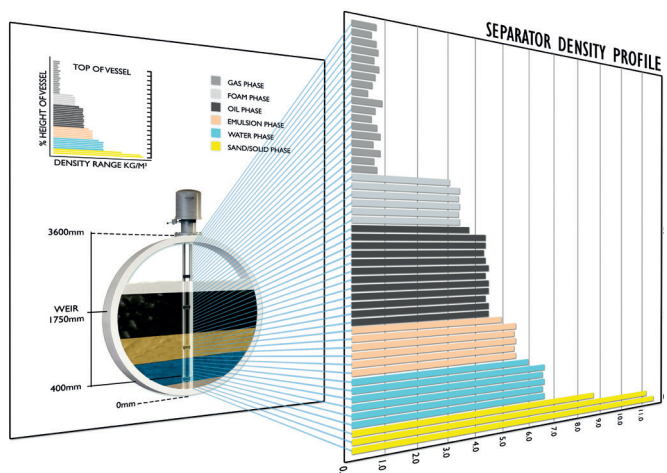 SEPARATOR DENSITY PROFILE
TOP OF VESSEL
% HEIGHT OF VESSEL
DENSITY RANGE KG/M³
GAS PHASE
FOAM PHASE
OIL PHASE
EMULSION PHASE
WATER PHASE
SAND/SOLID PHASE
3600mm
WEIR
1750mm
400mm
0mm
0.
1.0
2.0
3.0
4.0
5.0
6.0
7.0
8.0
9.0
10.0
11.0